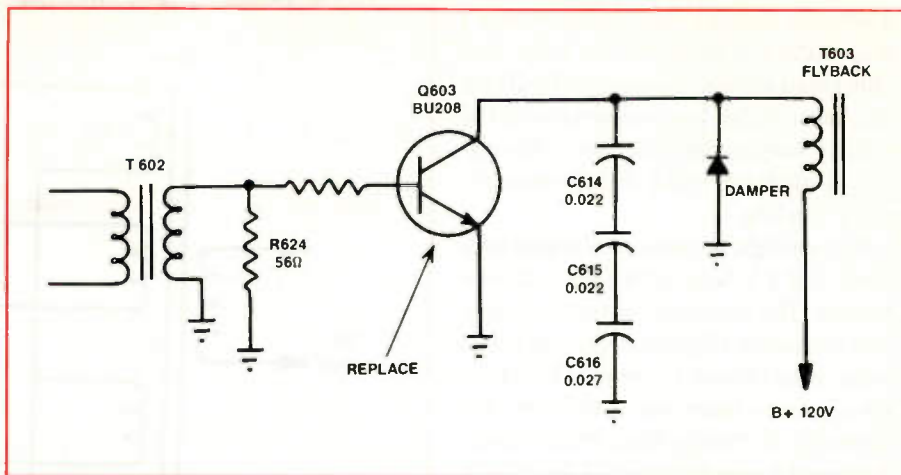 T603
FLYBACK
Q603
BU208
T 602
C614
0.022
DAMPER
R624
56Ω
C615
0.022
REPLACE
C616
0.027
B+ 120V